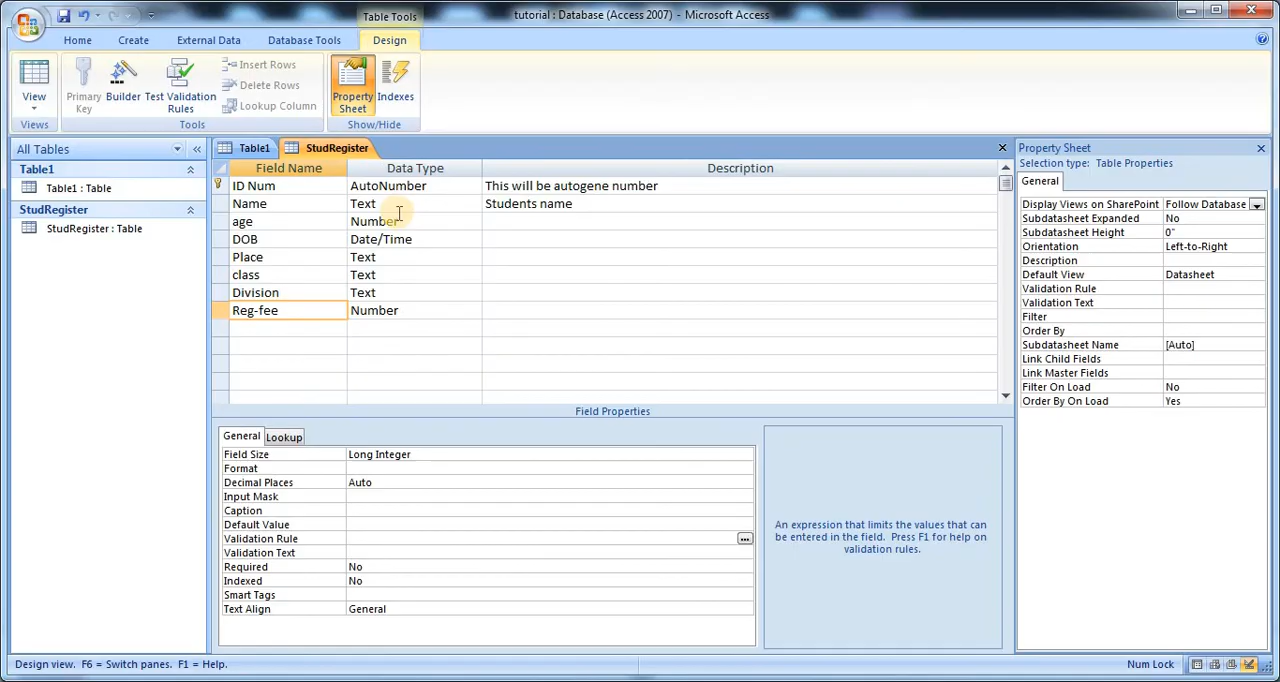 Table Tools
tutorial : Database (Access 2007) - Microsoft Access
Home Create External Data Database Tools Design
View
Primary Key
Builder
Test Validation Rules
Insert Rows
Delete Rows
Lookup Column
Property Sheet
Indexes
Views Tools Show/Hide
All Tables «
Table1
Table1 : Table
StudRegister
StudRegister : Table
Table1 StudRegister
Field Name Data Type Description
ID Num AutoNumber This will be autogene number
Name Text Students name
age Number
DOB Date/Time
Place Text
class Text
Division Text
Reg-fee Number
Field Properties
General Lookup
Field Size Long Integer
Format
Decimal Places Auto
Input Mask
Caption
Default Value
Validation Rule ...
Validation Text
Required No
Indexed No
Smart Tags
Text Align General
An expression that limits the values that can
be entered in the field. Press F1 for help on
validation rules.
Property Sheet
Selection type: Table Properties
General
Display Views on SharePoint Follow Database
Subdatasheet Expanded No
Subdatasheet Height 0"
Orientation Left-to-Right
Description
Default View Datasheet
Validation Rule
Validation Text
Filter
Order By
Subdatasheet Name [Auto]
Link Child Fields
Link Master Fields
Filter On Load No
Order By On Load Yes
Design view. F6 = Switch panes. F1 = Help.
Num Lock